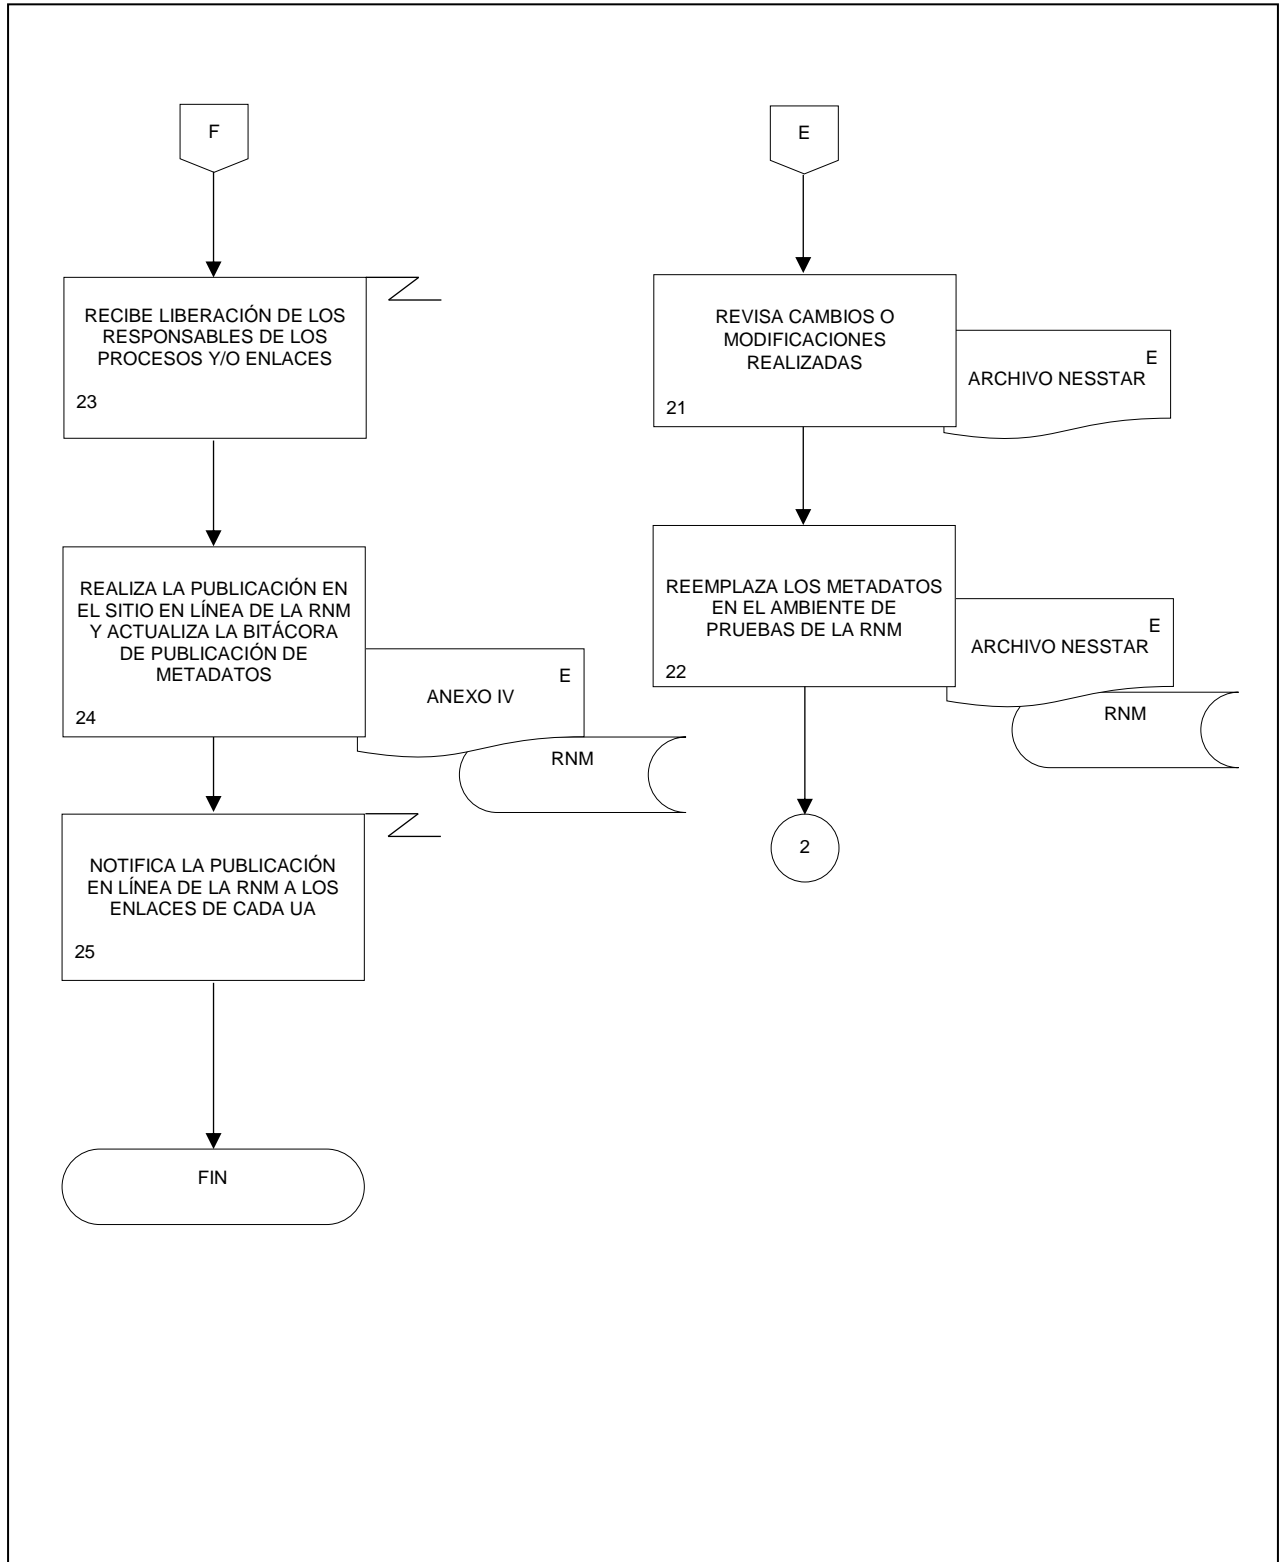 F
RECIBE LIBERACIÓN DE LOS
RESPONSABLES DE LOS
PROCESOS Y/O ENLACES
23
REALIZA LA PUBLICACIÓN EN
EL SITIO EN LÍNEA DE LA RNM
Y ACTUALIZA LA BITÁCORA
DE PUBLICACIÓN DE
METADATOS
24
E
ANEXO IV
RNM
NOTIFICA LA PUBLICACIÓN
EN LÍNEA DE LA RNM A LOS
ENLACES DE CADA UA
25
FIN
E
REVISA CAMBIOS O
MODIFICACIONES
REALIZADAS
21
E
ARCHIVO NESSTAR
REEMPLAZA LOS METADATOS
EN EL AMBIENTE DE
PRUEBAS DE LA RNM
22
E
ARCHIVO NESSTAR
RNM
2